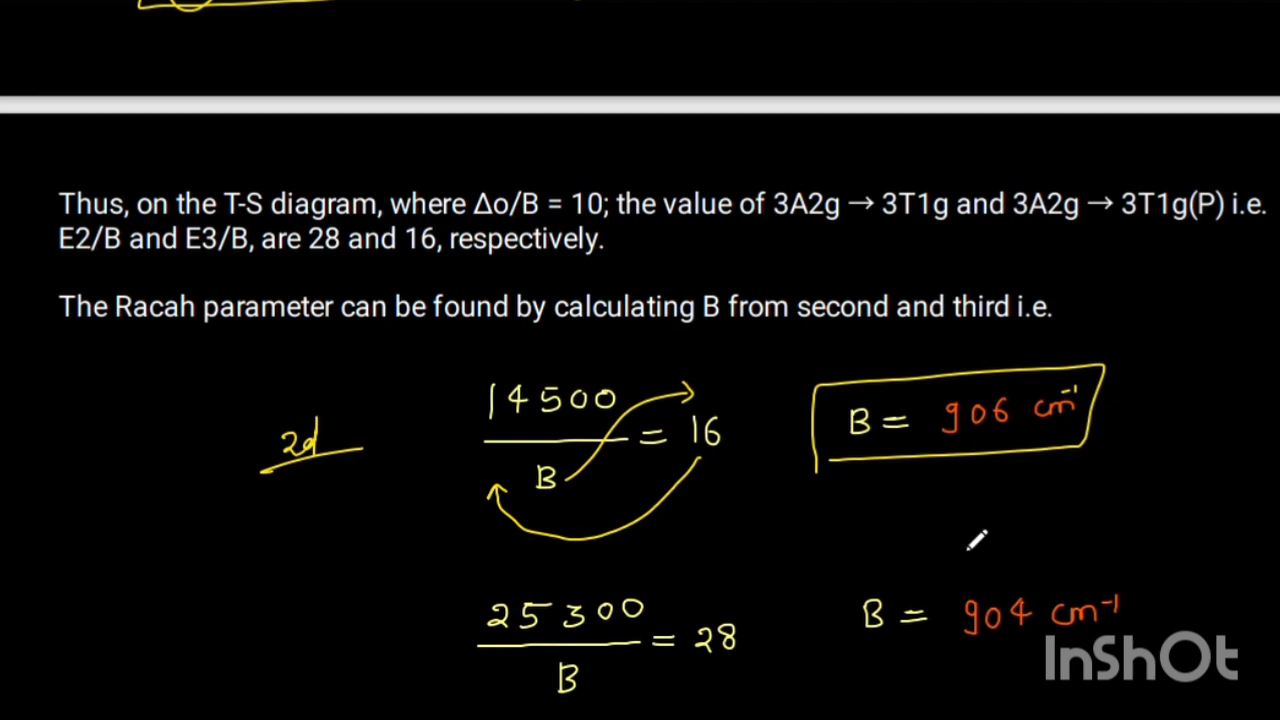 Thus, on the T-S diagram, where Δo/B = 10; the value of 3A2g → 3T1g and 3A2g → 3T1g(P) i.e.
E2/B and E3/B, are 28 and 16, respectively.
The Racah parameter can be found by calculating B from second and third i.e.
2d
14500
= 16
B
B = 906 cm⁻¹
25300
= 28
B
B = 904 cm⁻¹
InShOt